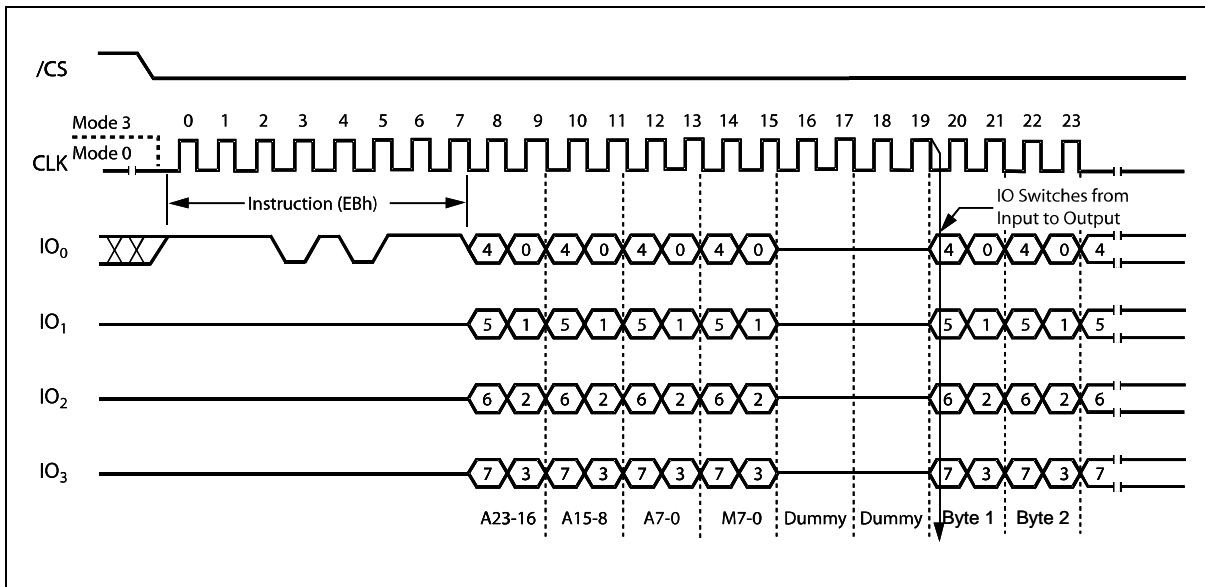 /CS
Mode 3
0 1 2 3 4 5 6 7 8 9 10 11 12 13 14 15 16 17 18 19 20 21 22 23
Mode 0
CLK
Instruction (EBh)
IO Switches from
Input to Output
IO0
4 0 4 0 4 0 4 0 4 0 4 0 4
IO1
5 1 5 1 5 1 5 1 5 1 5 1 5
IO2
6 2 6 2 6 2 6 2 6 2 6 2 6
IO3
7 3 7 3 7 3 7 3 7 3 7 3 7
A23-16 A15-8 A7-0 M7-0 Dummy Dummy Byte 1 Byte 2